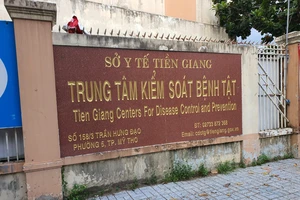 SỞ Y TẾ TIỀN GIANG
TRUNG TÂM KIỂM SOÁT BỆNH TẬT
Tien Giang Centers For Disease Control and Prevention
SỐ 158/3 TRẦN HƯNG ĐẠO
PHƯỜNG 5, TP. MỸ THO